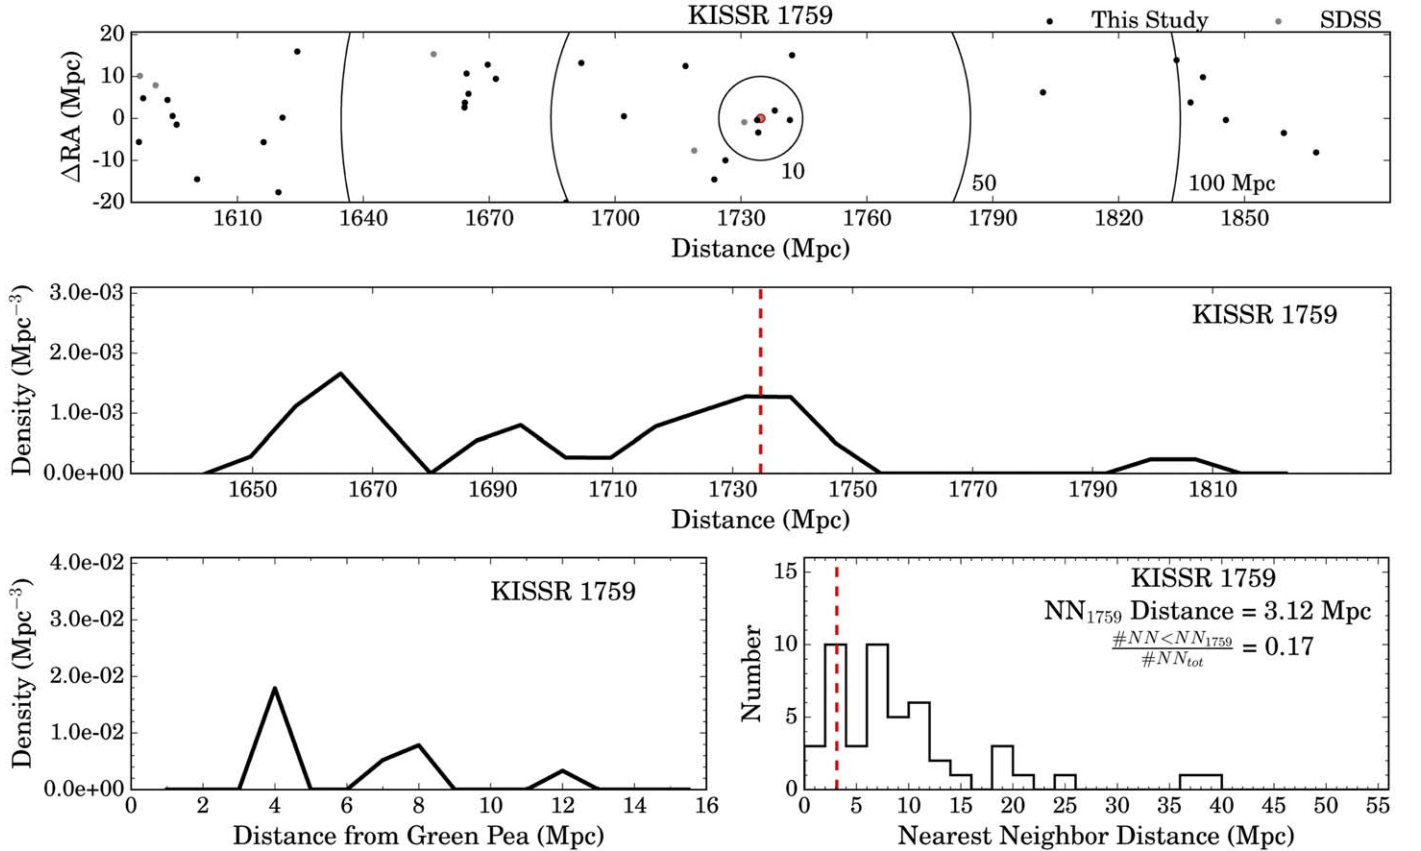 KISSR 1759
This Study
SDSS
20
10
0
-10
-20
ΔRA (Mpc)
10
50
100 Mpc
1610 1640 1670 1700 1730 1760 1790 1820 1850
Distance (Mpc)
3.0e-03
2.0e-03
1.0e-03
0.0e+00
Density (Mpc⁻³)
KISSR 1759
1650 1670 1690 1710 1730 1750 1770 1790 1810
Distance (Mpc)
4.0e-02
3.0e-02
2.0e-02
1.0e-02
0.0e+00
Density (Mpc⁻³)
KISSR 1759
0 2 4 6 8 10 12 14 16
Distance from Green Pea (Mpc)
15
10
5
0
Number
KISSR 1759
NN₁₇₅₉ Distance = 3.12 Mpc
#NN<NN₁₇₅₉
#NN_tot = 0.17
0 5 10 15 20 25 30 35 40 45 50 55
Nearest Neighbor Distance (Mpc)